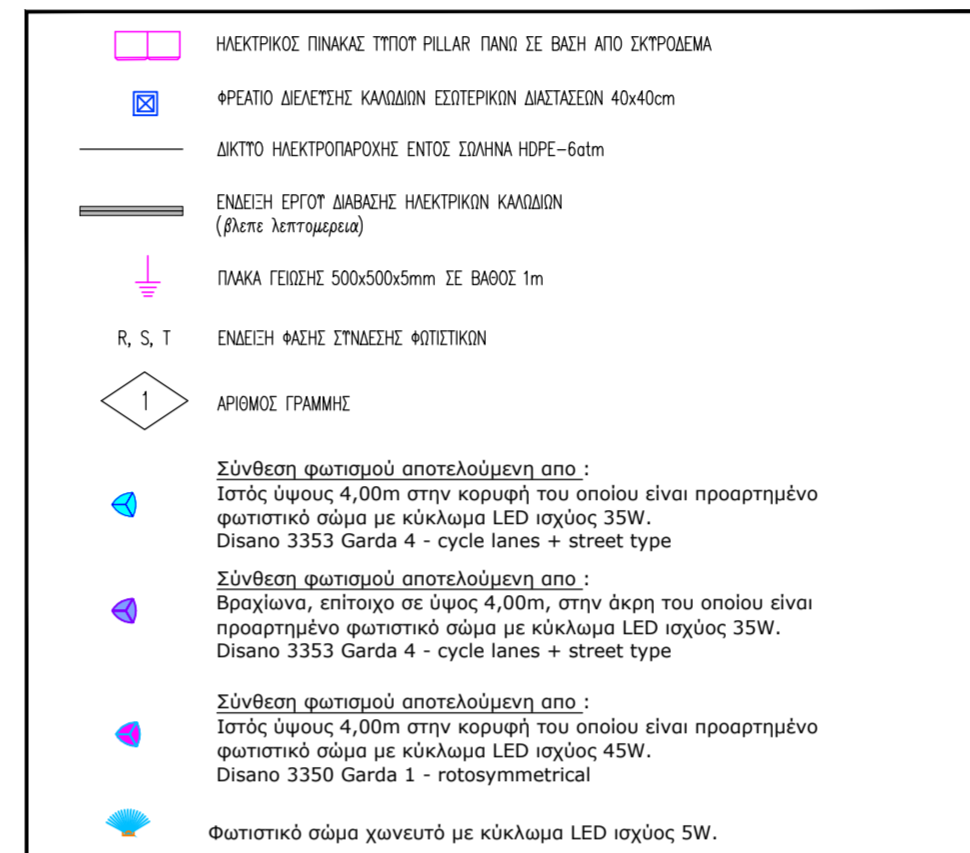 ΗΛΕΚΤΡΙΚΟΣ ΠΙΝΑΚΑΣ ΤΥΠΟΥ PILLAR ΠΑΝΩ ΣΕ ΒΑΣΗ ΑΠΟ ΣΚΥΡΟΔΕΜΑ
ΦΡΕΑΤΙΟ ΔΙΕΛΕΥΣΗΣ ΚΑΛΩΔΙΩΝ ΕΣΩΤΕΡΙΚΩΝ ΔΙΑΣΤΑΣΕΩΝ 40x40cm
ΔΙΚΤΥΟ ΗΛΕΚΤΡΟΠΑΡΟΧΗΣ ΕΝΤΟΣ ΣΩΛΗΝΑ HDPE-6atm
ΕΝΔΕΙΞΗ ΕΡΓΟΥ ΔΙΑΒΑΣΗΣ ΗΛΕΚΤΡΙΚΩΝ ΚΑΛΩΔΙΩΝ
(βλεπε λεπτομερεια)
ΠΛΑΚΑ ΓΕΙΩΣΗΣ 500x500x5mm ΣΕ ΒΑΘΟΣ 1m
R, S, T ΕΝΔΕΙΞΗ ΦΑΣΗΣ ΣΥΝΔΕΣΗΣ ΦΩΤΙΣΤΙΚΩΝ
1 ΑΡΙΘΜΟΣ ΓΡΑΜΜΗΣ
Σύνθεση φωτισμού αποτελούμενη απο :
Ιστός ύψους 4,00m στην κορυφή του οποίου είναι προαρτημένο
φωτιστικό σώμα με κύκλωμα LED ισχύος 35W.
Disano 3353 Garda 4 - cycle lanes + street type
Σύνθεση φωτισμού αποτελούμενη απο :
Βραχίωνα, επίτοιχο σε ύψος 4,00m, στην άκρη του οποίου είναι
προαρτημένο φωτιστικό σώμα με κύκλωμα LED ισχύος 35W.
Disano 3353 Garda 4 - cycle lanes + street type
Σύνθεση φωτισμού αποτελούμενη απο :
Ιστός ύψους 4,00m στην κορυφή του οποίου είναι προαρτημένο
φωτιστικό σώμα με κύκλωμα LED ισχύος 45W.
Disano 3350 Garda 1 - rotosymmetrical
Φωτιστικό σώμα χωνευτό με κύκλωμα LED ισχύος 5W.